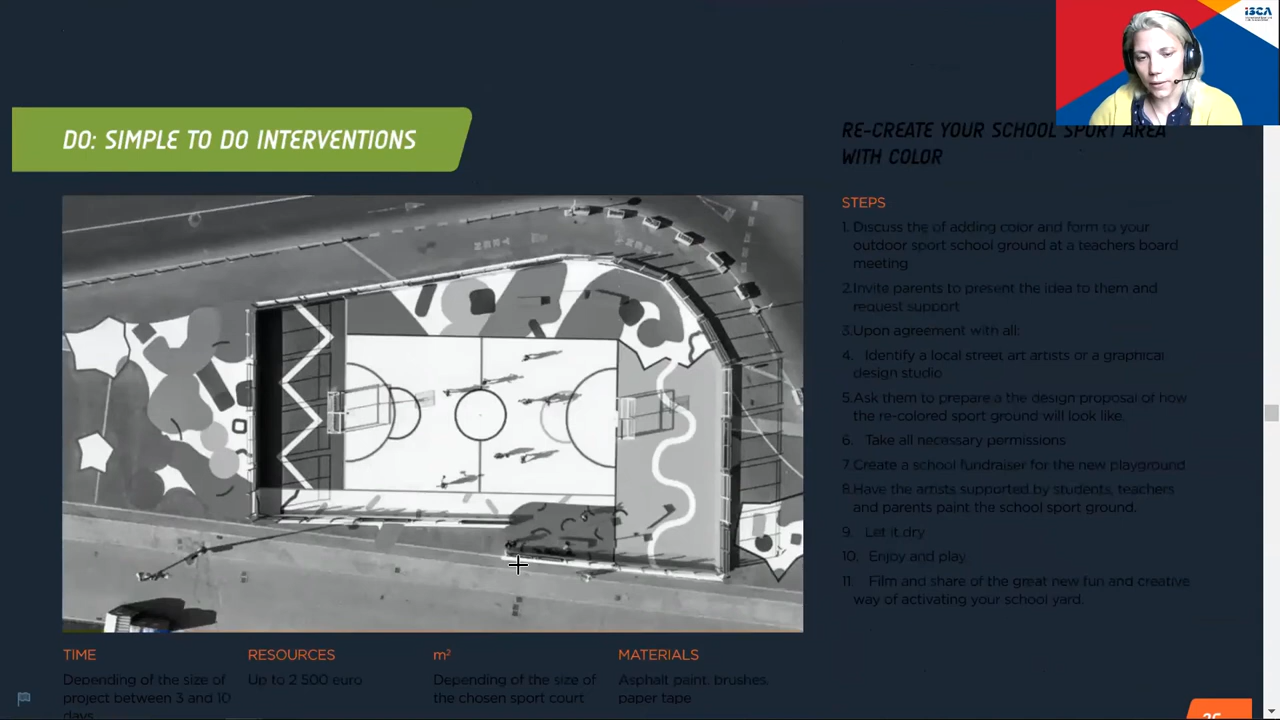 ISCA
DO: SIMPLE TO DO INTERVENTIONS
RE-CREATE YOUR SCHOOL SPORT AREA
WITH COLOR
STEPS
1. Discuss the of adding color and form to your
outdoor sport school ground at a teachers board
meeting
2.Invite parents to present the idea to them and
request support
3.Upon agreement with all:
4. Identify a local street art artists or a graphical
design studio
5.Ask them to prepare a the design proposal of how
the re-colored sport ground will look like.
6. Take all necessary permissions
7.Create a school fundraiser for the new playground
8.Have the artists supported by students, teachers
and parents paint the school sport ground.
9. Let it dry
10. Enjoy and play
11 Film and share of the great new fun and creative
way of activating your school yard.
TIME
Depending of the size of
project between 3 and 10
days
RESOURCES
Up to 2 500 euro
m²
Depending of the size of
the chosen sport court
MATERIALS
Asphalt paint, brushes,
paper tape